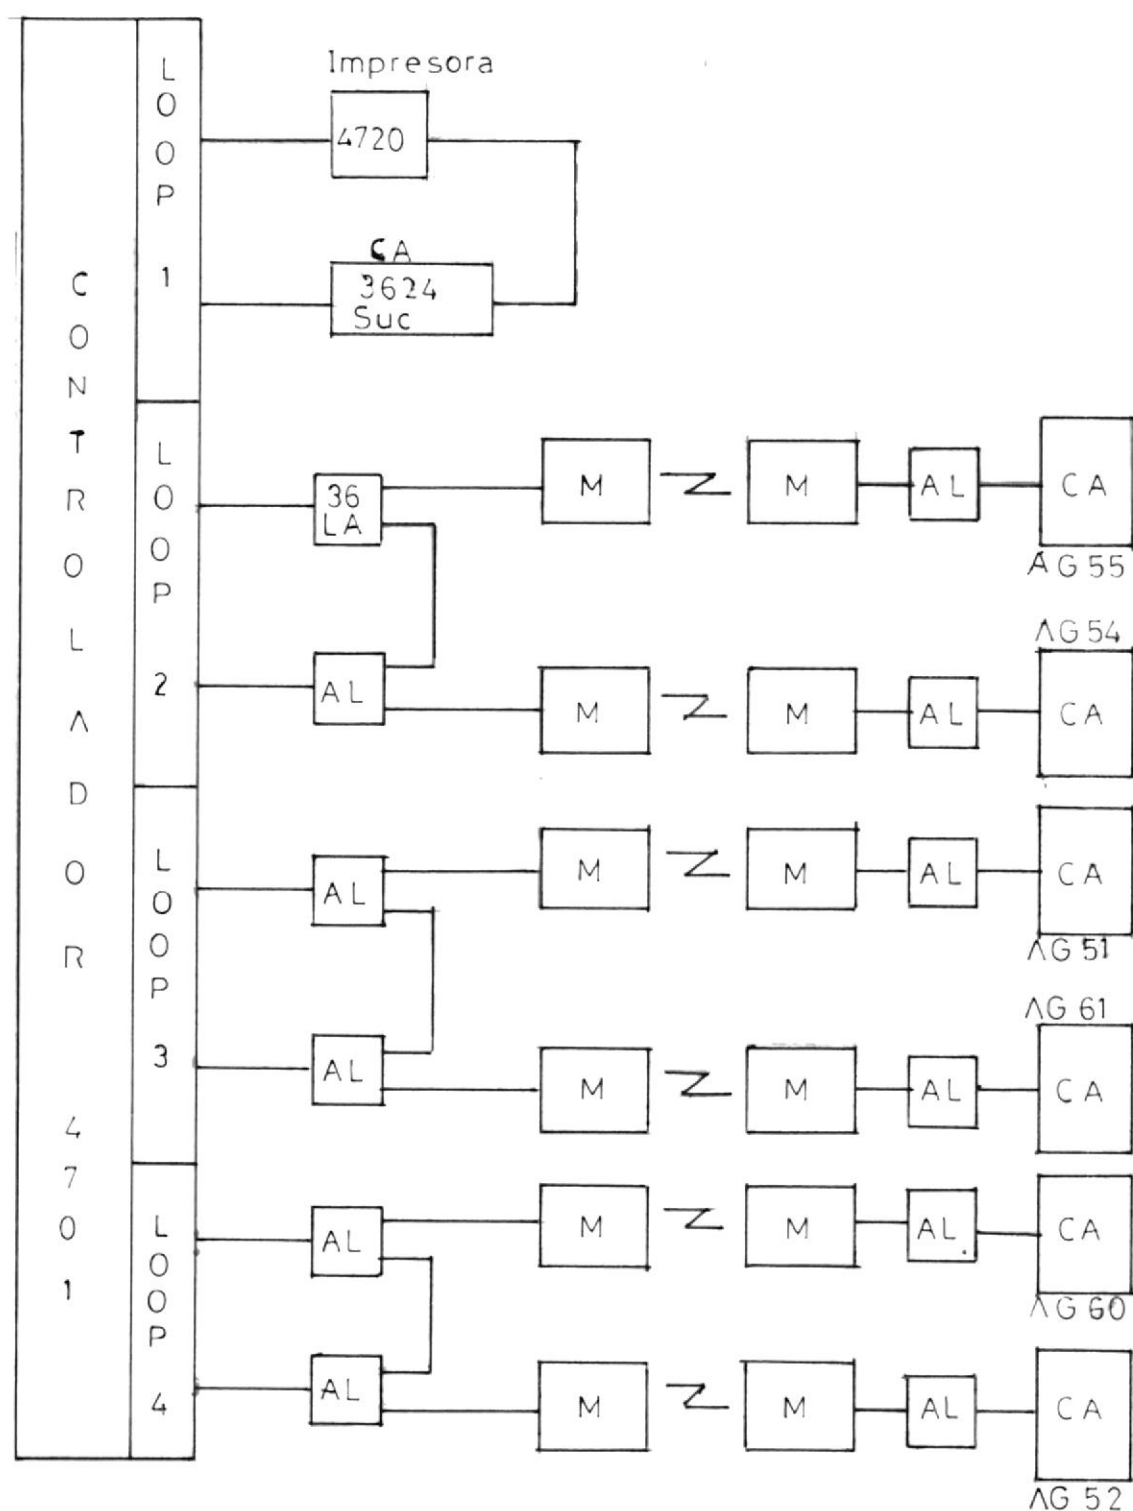 CONTROLADOR 4701
LOOP 1
Impresora
4720
CA
3624
Suc
LOOP 2
36
LA
M
M
AL
CA
AG 55
AG 54
AL
M
M
AL
CA
LOOP 3
AL
M
M
AL
CA
AG 51
AG 61
AL
M
M
AL
CA
LOOP 4
AL
M
M
AL
CA
AG 60
AL
M
M
AL
CA
AG 52